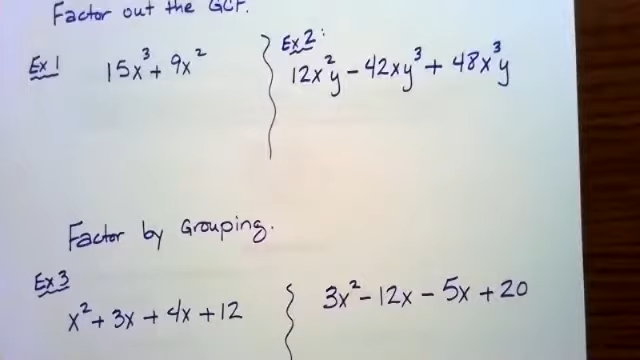 Factor out the GCF.
Ex 1 15x³ + 9x²
Ex 2: 12x²y - 42xy³ + 48x³y
Factor by Grouping.
Ex 3
x² + 3x + 4x + 12
3x² - 12x - 5x + 20